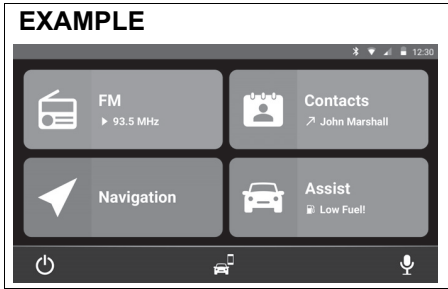 EXAMPLE
12:30
FM
93.5 MHz
Contacts
John Marshall
Navigation
Assist
Low Fuel!